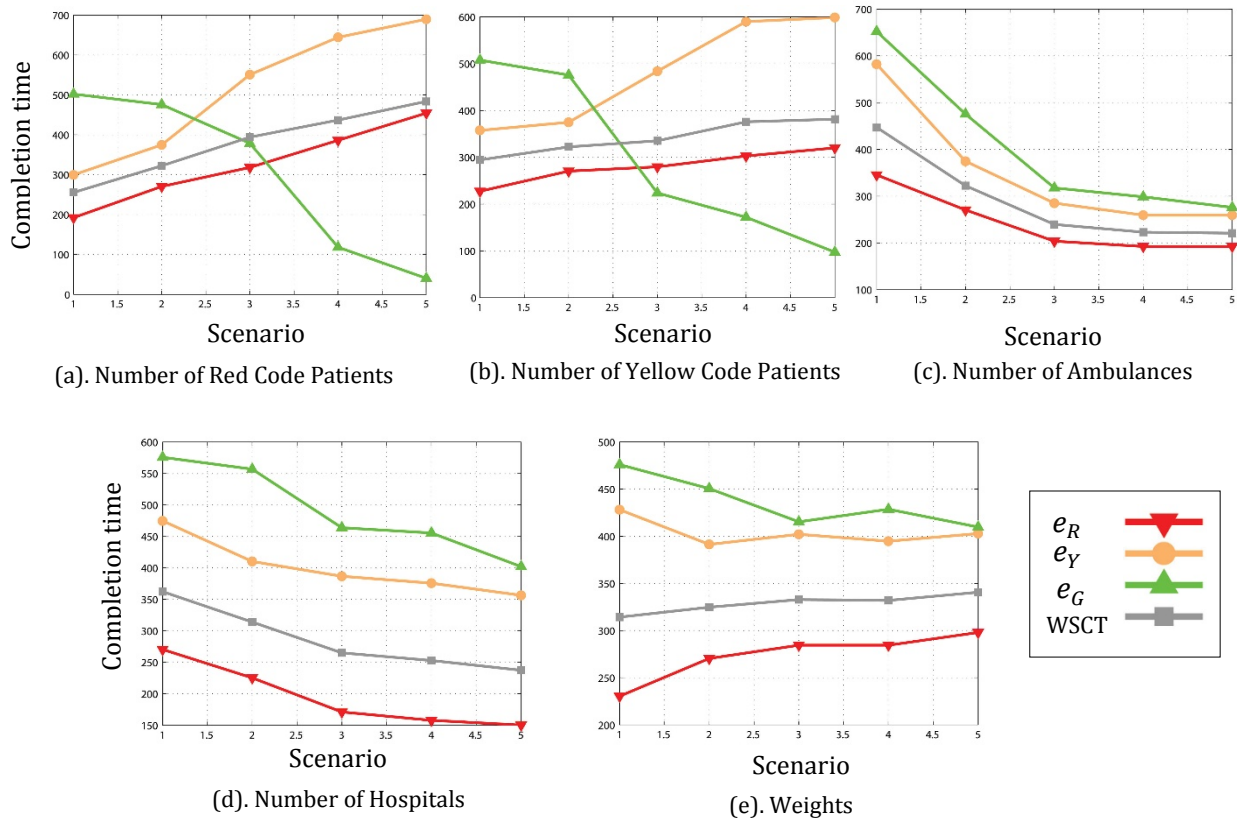 700
600
500
400
300
200
100
0
Completion time
1 1.5 2 2.5 3 3.5 4 4.5 5
Scenario
(a). Number of Red Code Patients
600
500
400
300
200
100
0
1 1.5 2 2.5 3 3.5 4 4.5 5
Scenario
(b). Number of Yellow Code Patients
700
600
500
400
300
200
100
1 1.5 2 2.5 3 3.5 4 4.5 5
Scenario
(c). Number of Ambulances
600
550
500
450
400
350
300
250
200
150
Completion time
1 1.5 2 2.5 3 3.5 4 4.5 5
Scenario
(d). Number of Hospitals
500
450
400
350
300
250
200
1 1.5 2 2.5 3 3.5 4 4.5 5
Scenario
(e). Weights
e_R
e_Y
e_G
WSCT